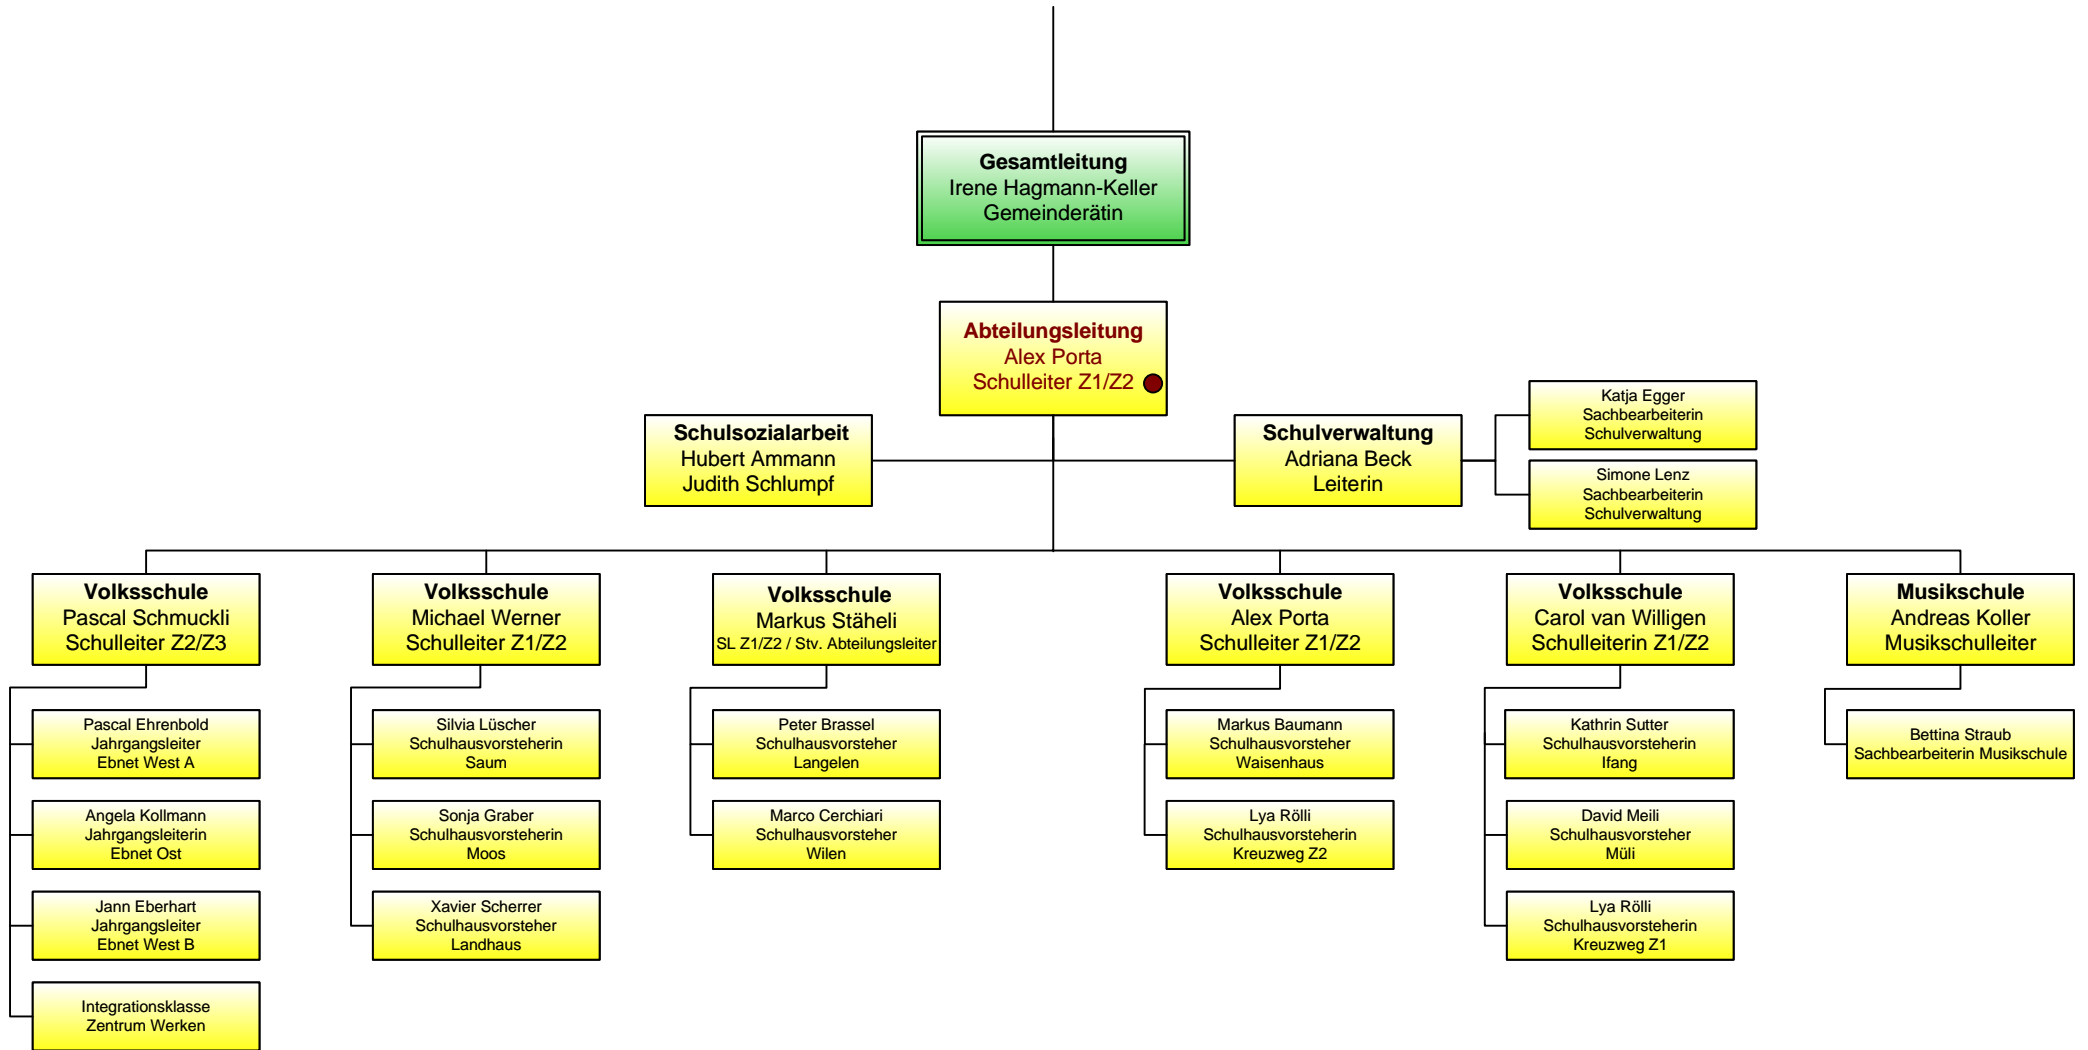 Gesamtleitung
Irene Hagmann-Keller
Gemeinderätin
Abteilungsleitung
Alex Porta
Schulleiter Z1/Z2
Schulsozialarbeit
Hubert Ammann
Judith Schlumpf
Schulverwaltung
Adriana Beck
Leiterin
Katja Egger
Sachbearbeiterin
Schulverwaltung
Simone Lenz
Sachbearbeiterin
Schulverwaltung
Volksschule
Pascal Schmuckli
Schulleiter Z2/Z3
Pascal Ehrenbold
Jahrgangsleiter
Ebnet West A
Angela Kollmann
Jahrgangsleiterin
Ebnet Ost
Jann Eberhart
Jahrgangsleiter
Ebnet West B
Integrationsklasse
Zentrum Werken
Volksschule
Michael Werner
Schulleiter Z1/Z2
Silvia Lüscher
Schulhausvorsteherin
Saum
Sonja Graber
Schulhausvorsteherin
Moos
Xavier Scherrer
Schulhausvorsteher
Landhaus
Volksschule
Markus Stäheli
SL Z1/Z2 / Stv. Abteilungsleiter
Peter Brassel
Schulhausvorsteher
Langelen
Marco Cerchiari
Schulhausvorsteher
Wilen
Volksschule
Alex Porta
Schulleiter Z1/Z2
Markus Baumann
Schulhausvorsteher
Waisenhaus
Lya Rölli
Schulhausvorsteherin
Kreuzweg Z2
Volksschule
Carol van Willigen
Schulleiterin Z1/Z2
Kathrin Sutter
Schulhausvorsteherin
Ifang
David Meili
Schulhausvorsteher
Müli
Lya Rölli
Schulhausvorsteherin
Kreuzweg Z1
Musikschule
Andreas Koller
Musikschulleiter
Bettina Straub
Sachbearbeiterin Musikschule